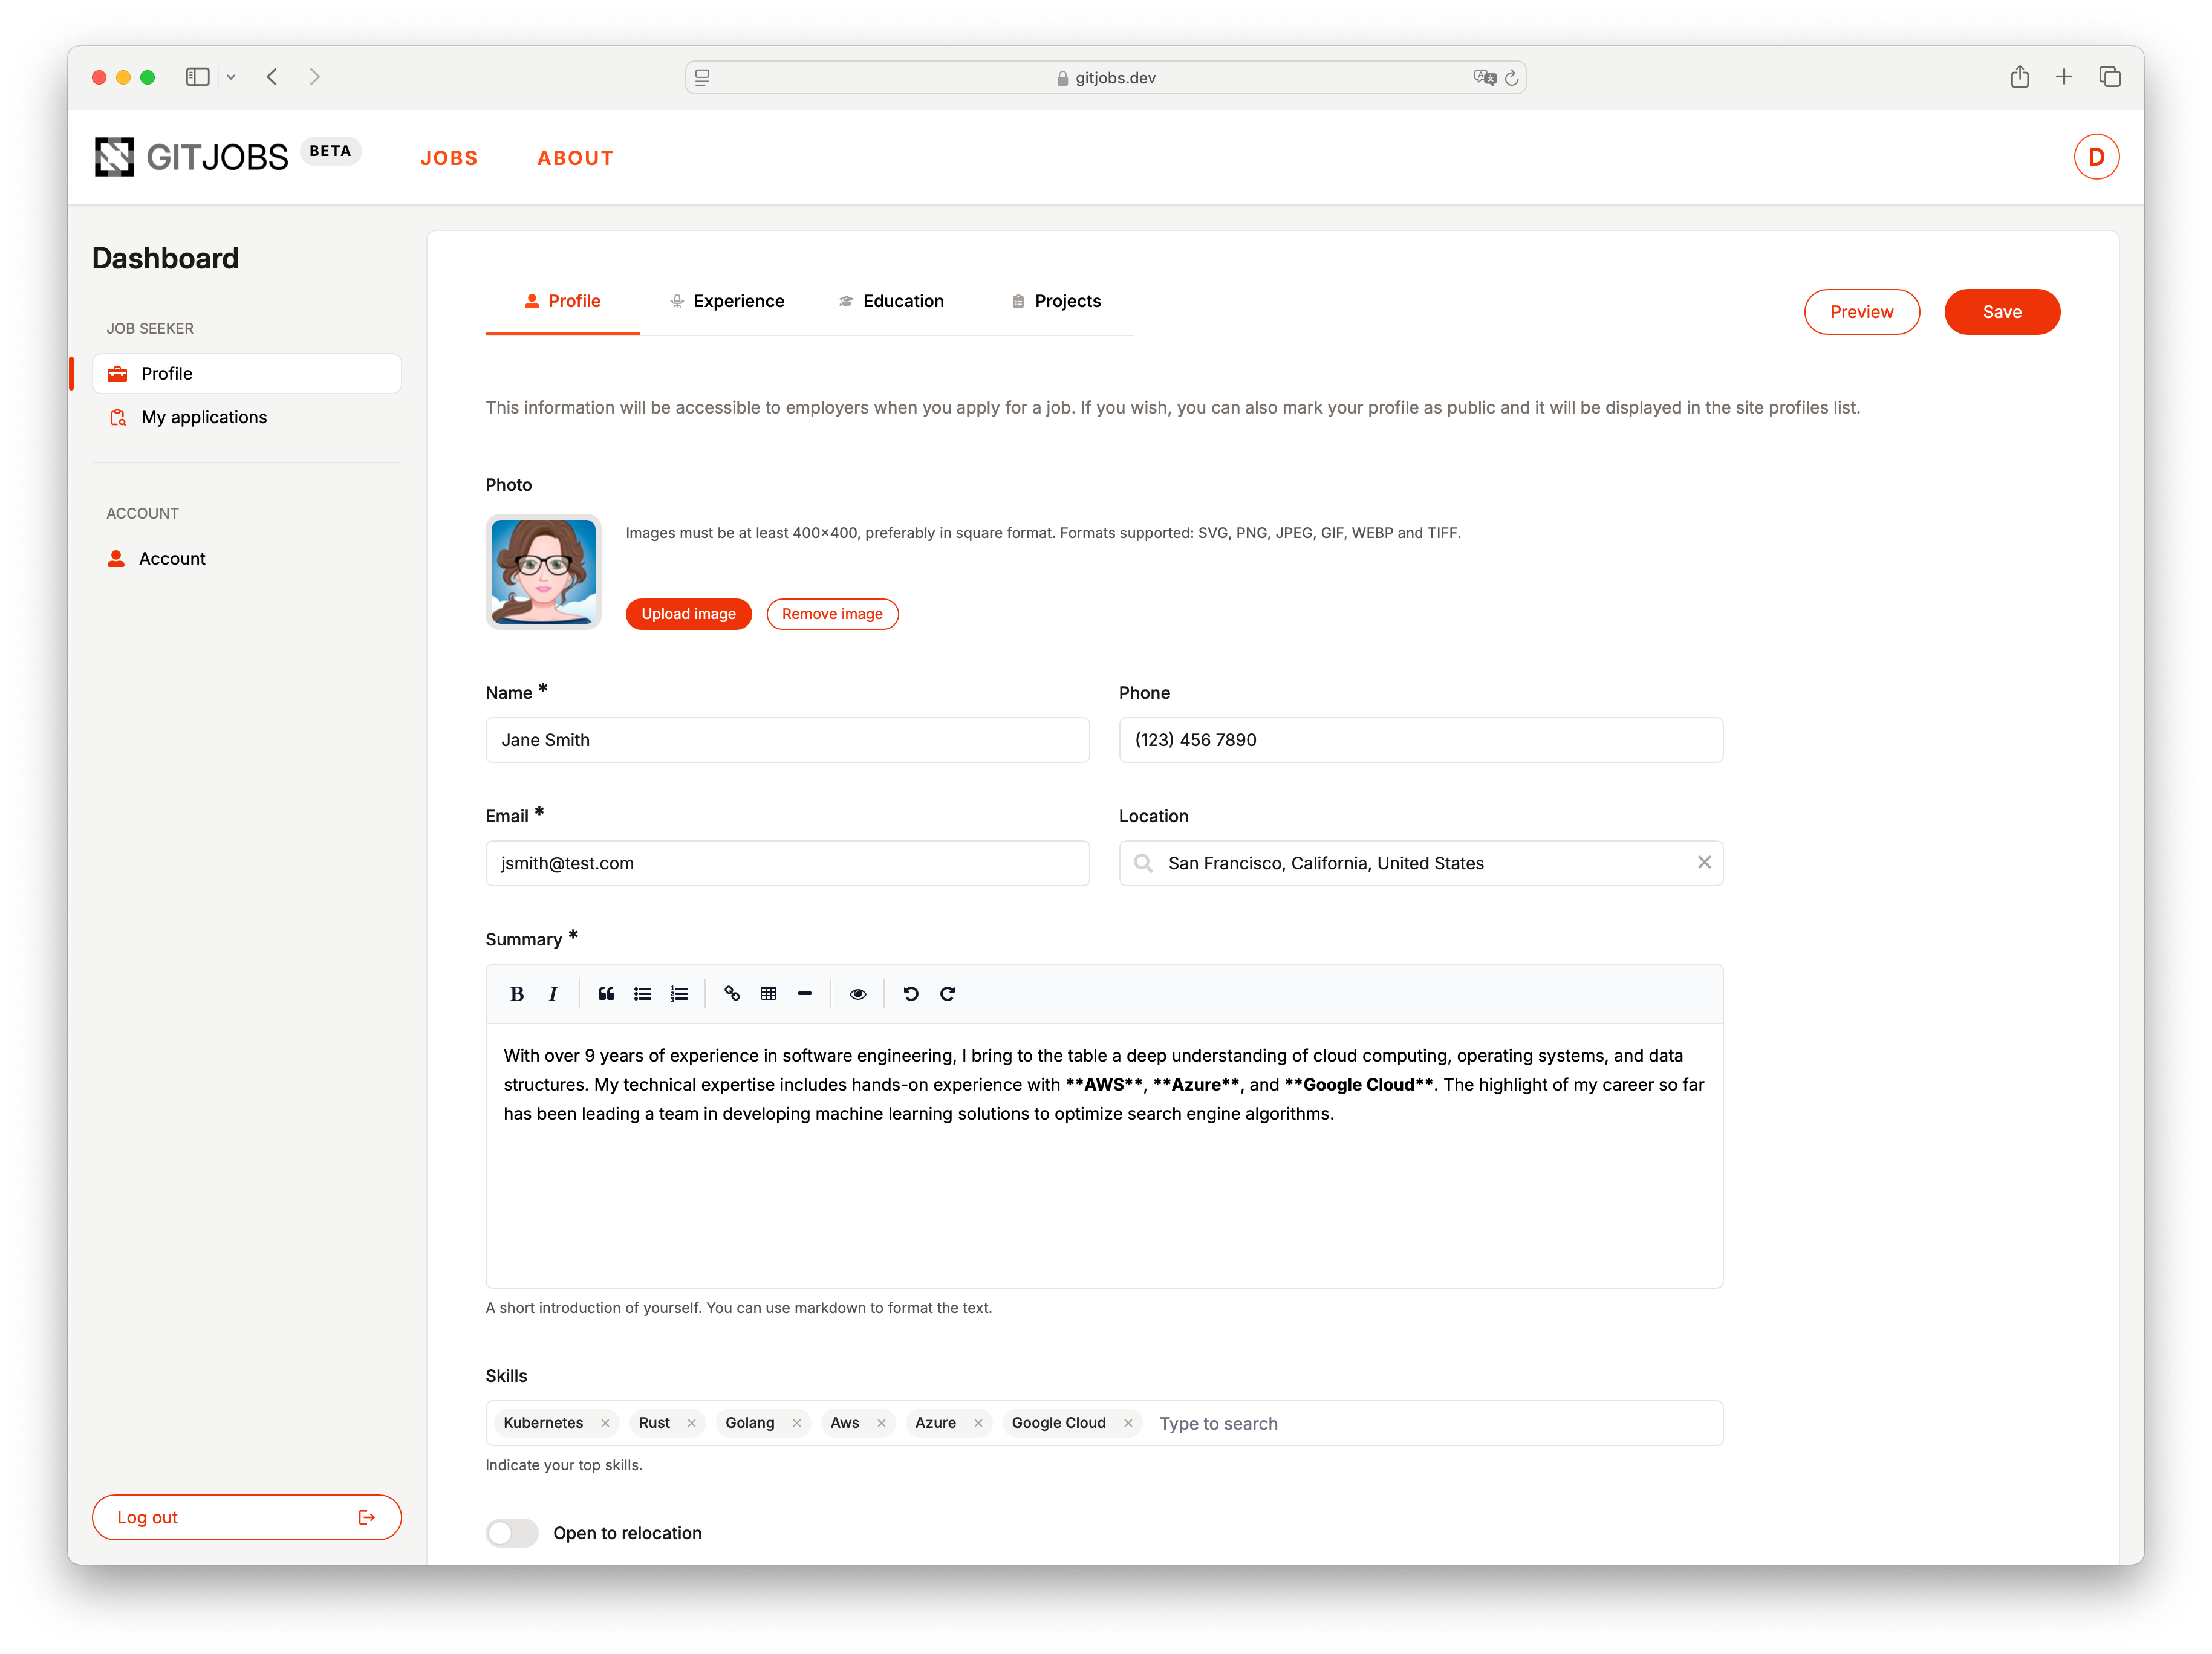 gitjobs.dev
GITJOBS BETA
JOBS ABOUT
D
Dashboard
JOB SEEKER
Profile
My applications
ACCOUNT
Account
Log out
Profile Experience Education Projects
Preview Save
This information will be accessible to employers when you apply for a job. If you wish, you can also mark your profile as public and it will be displayed in the site profiles list.
Photo
Images must be at least 400×400, preferably in square format. Formats supported: SVG, PNG, JPEG, GIF, WEBP and TIFF.
Upload image Remove image
Name * Phone
Jane Smith (123) 456 7890
Email * Location
jsmith@test.com San Francisco, California, United States
Summary *
B I
With over 9 years of experience in software engineering, I bring to the table a deep understanding of cloud computing, operating systems, and data
structures. My technical expertise includes hands-on experience with **AWS**, **Azure**, and **Google Cloud**. The highlight of my career so far
has been leading a team in developing machine learning solutions to optimize search engine algorithms.
A short introduction of yourself. You can use markdown to format the text.
Skills
Kubernetes Rust Golang Aws Azure Google Cloud Type to search
Indicate your top skills.
Open to relocation